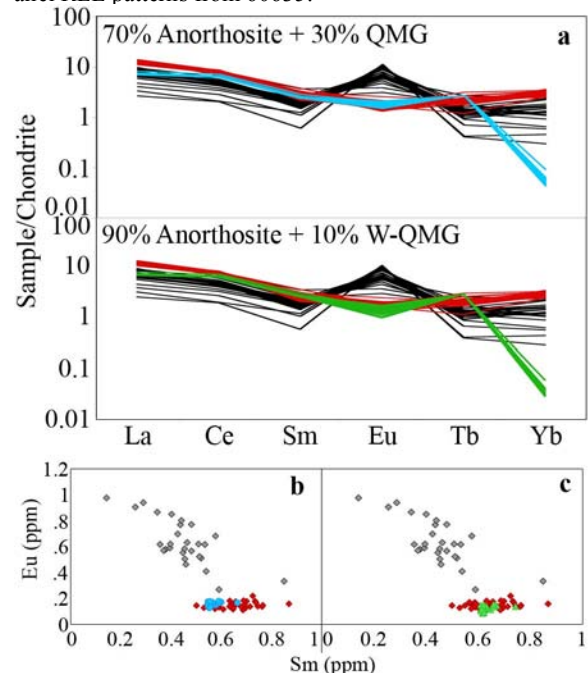 100
70% Anorthosite + 30% QMG
a
10
1
0.1
0.01
100
90% Anorthosite + 10% W-QMG
10
1
0.1
0.01
Sample/Chondrite
La Ce Sm Eu Tb Yb
1.2
b
c
1
.8
.6
.4
.2
0
Eu (ppm)
0 0.2 0.4 0.6 0.8 1 0 0.2 0.4 0.6 0.8 1
Sm (ppm)